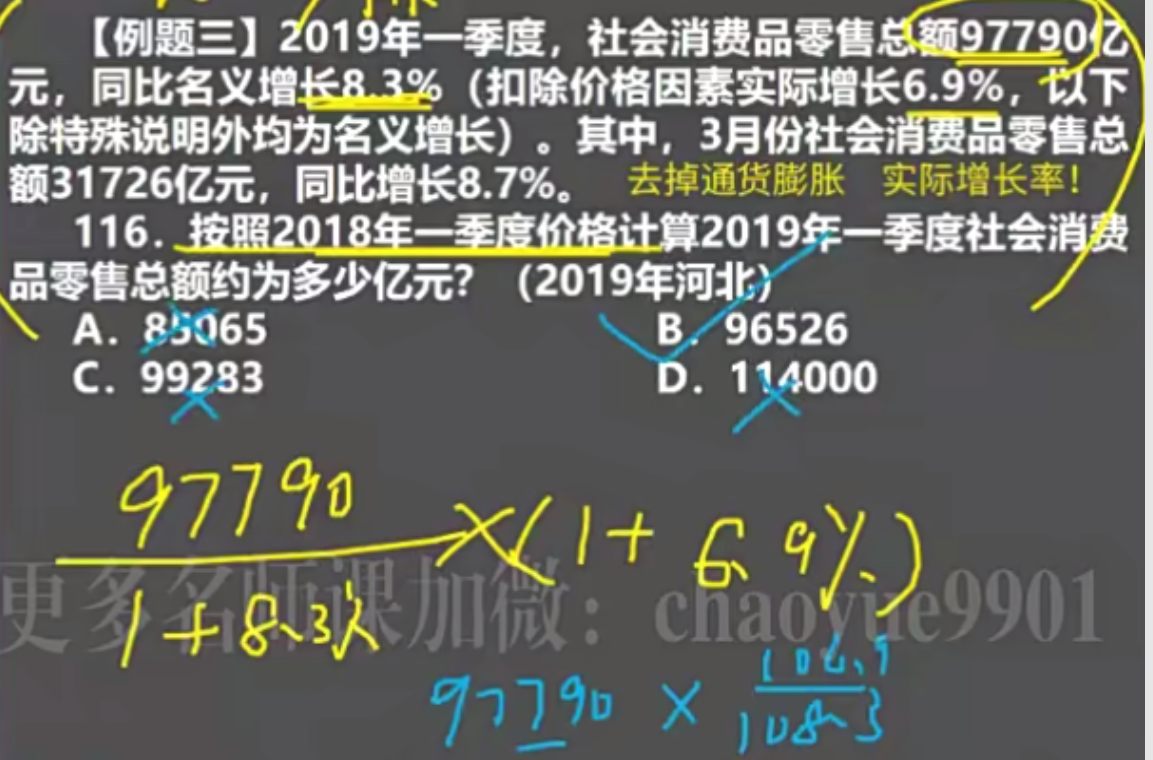 【例题三】2019年一季度，社会消费品零售总额97790亿
元，同比名义增长8.3%（扣除价格因素实际增长6.9%，以下
除特殊说明外均为名义增长）。其中，3月份社会消费品零售总
额31726亿元，同比增长8.7%。
去掉通货膨胀 实际增长率！
116．按照2018年一季度价格计算2019年一季度社会消费
品零售总额约为多少亿元？（2019年河北）
A．85065
B．96526
C．99283
D．114000
97790
×(1+6.9%)
1+8.3%
更多名师课加微：chaoyue9901
106.9
97790 ×
108.3